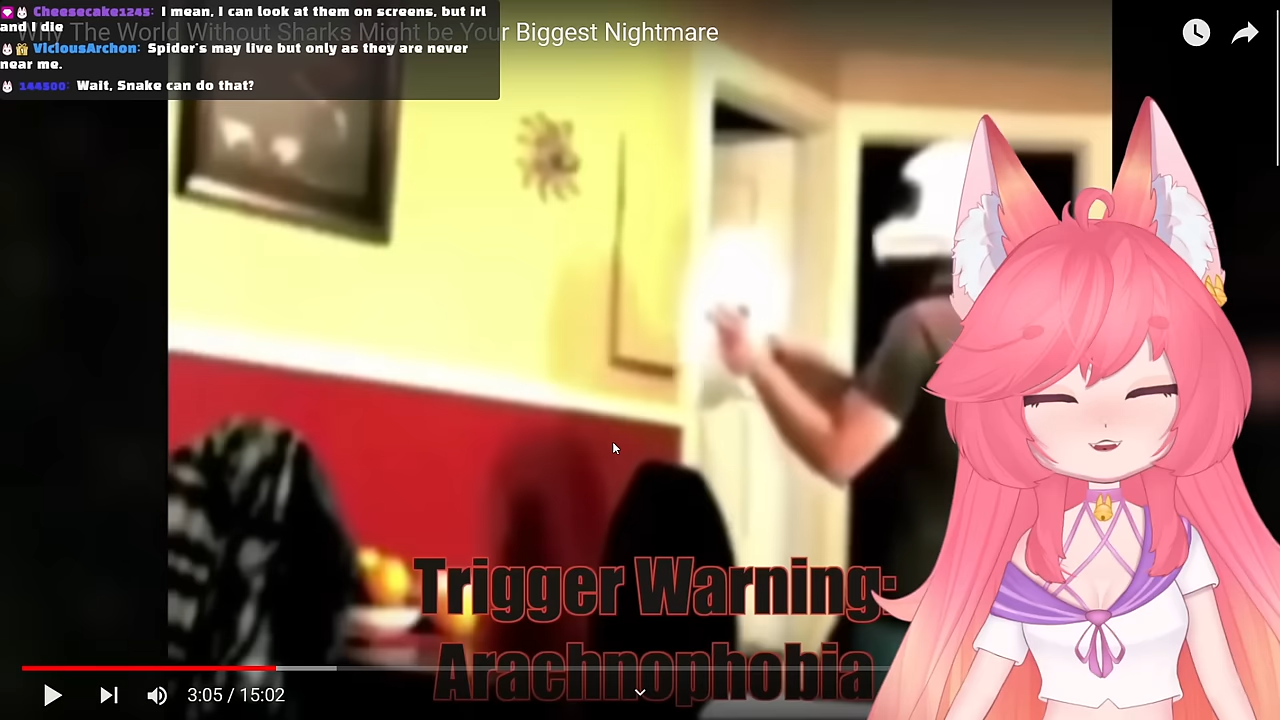 Cheesecake1245: I mean, I can look at them on screens, but irl
and I die
Why The World Without Sharks Might be Your Biggest Nightmare
ViciousArchon: Spider's may live but only as they are never
near me.
144500: Wait, Snake can do that?
Trigger Warning:
Arachnophobia
3:05 / 15:02